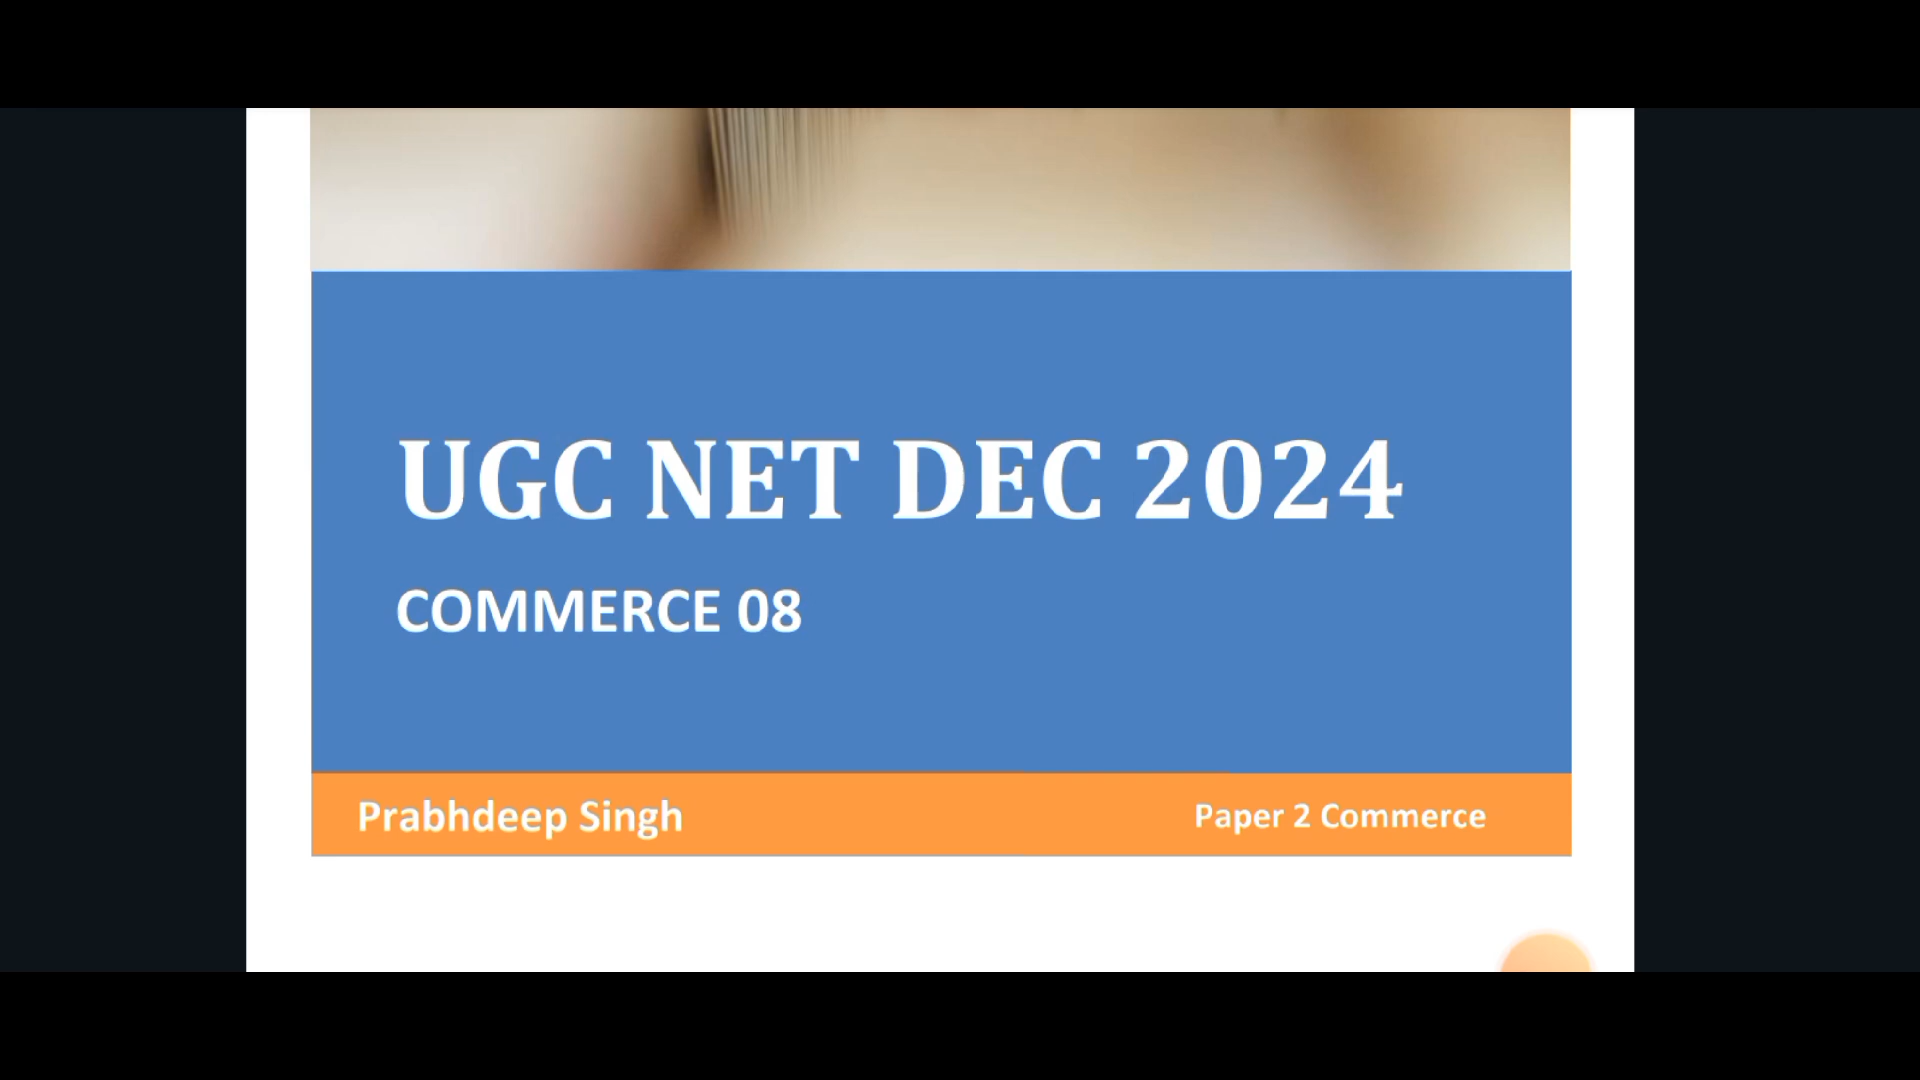 UGC NET DEC 2024
COMMERCE 08
Prabhdeep Singh
Paper 2 Commerce